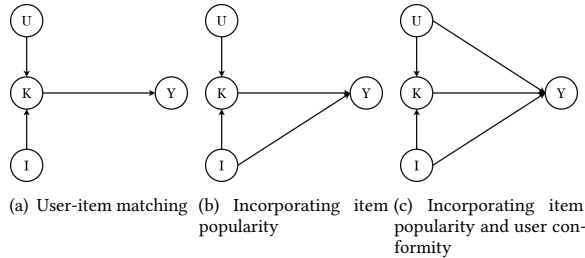 U
U
U
K
Y
K
Y
K
Y
I
I
I
(a) User-item matching
(b) Incorporating item
popularity
(c) Incorporating item
popularity and user con-
formity